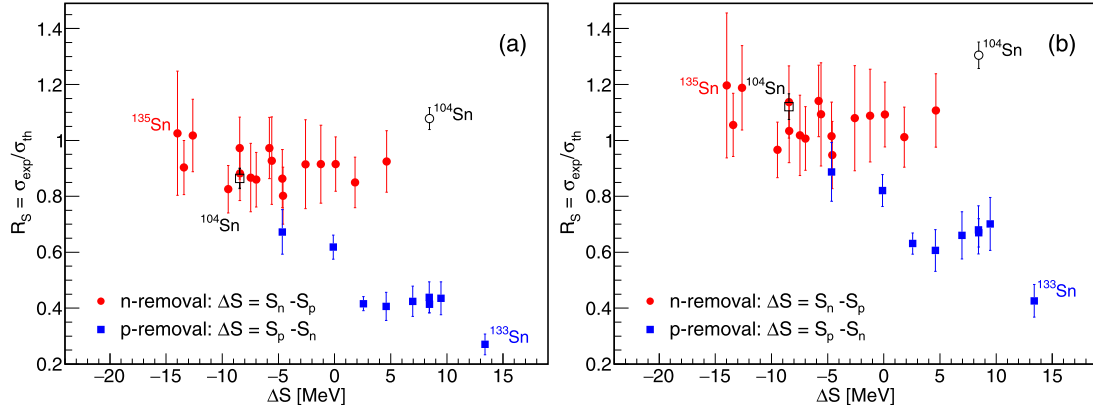 (a)
R_S = σ_exp/σ_th
1.4
1.2
1
0.8
0.6
0.4
0.2
¹³⁵Sn
¹⁰⁴Sn
¹⁰⁴Sn
n-removal: ΔS = S_n -S_p
p-removal: ΔS = S_p -S_n
¹³³Sn
−20 −15 −10 −5 0 5 10 15
ΔS [MeV]
(b)
R_S = σ_exp/σ_th
1.4
1.2
1
0.8
0.6
0.4
0.2
¹⁰⁴Sn
¹³⁵Sn
¹⁰⁴Sn
¹³³Sn
n-removal: ΔS = S_n -S_p
p-removal: ΔS = S_p -S_n
−20 −15 −10 −5 0 5 10 15
ΔS [MeV]